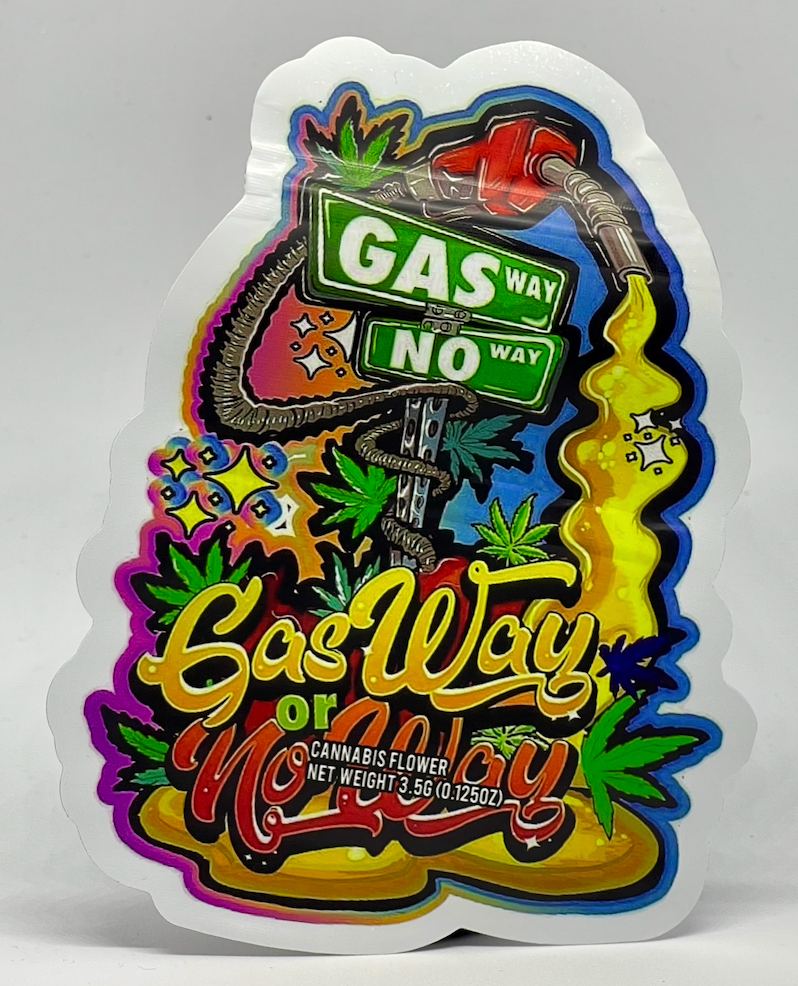 GAS WAY
NO WAY
Gas Way
or
No Way
CANNABIS FLOWER
NET WEIGHT 3.5G (0.125OZ)